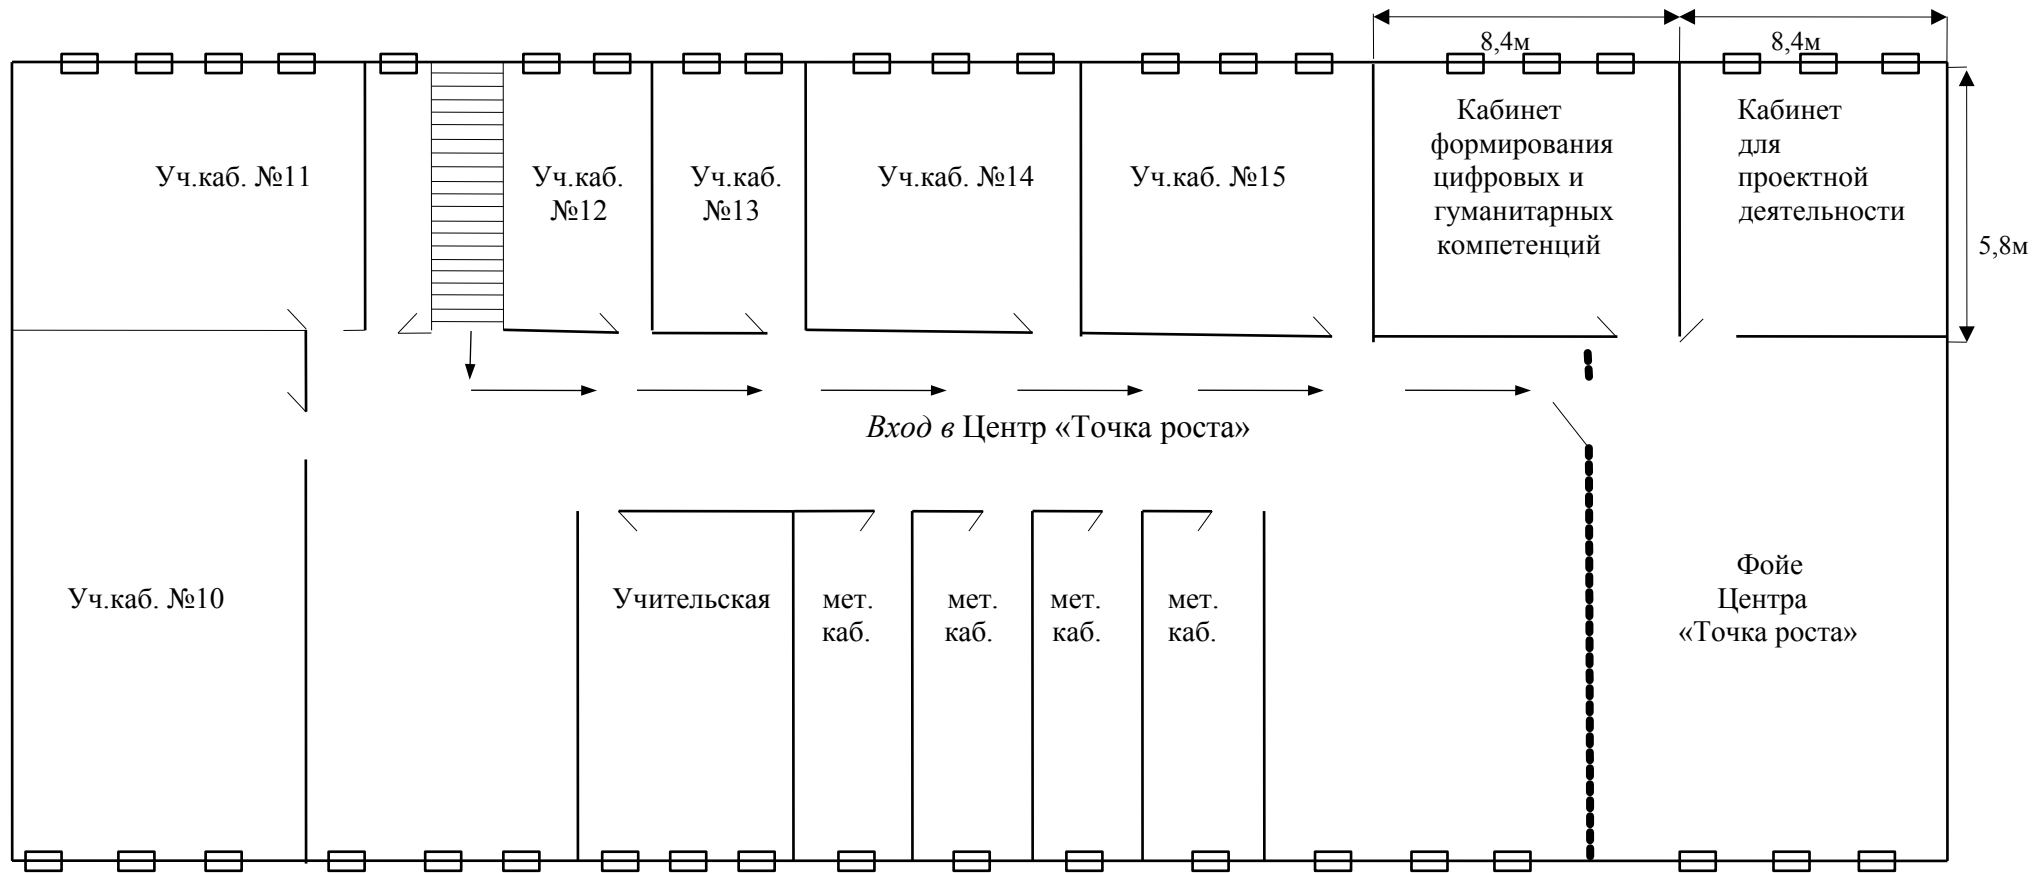 8,4м
8,4м
Уч.каб. №11
Уч.каб.
№12
Уч.каб.
№13
Уч.каб. №14
Уч.каб. №15
Кабинет
формирования
цифровых и
гуманитарных
компетенций
Кабинет
для
проектной
деятельности
5,8м
Вход в Центр «Точка роста»
Уч.каб. №10
Учительская
мет.
каб.
мет.
каб.
мет.
каб.
мет.
каб.
Фойе
Центра
«Точка роста»